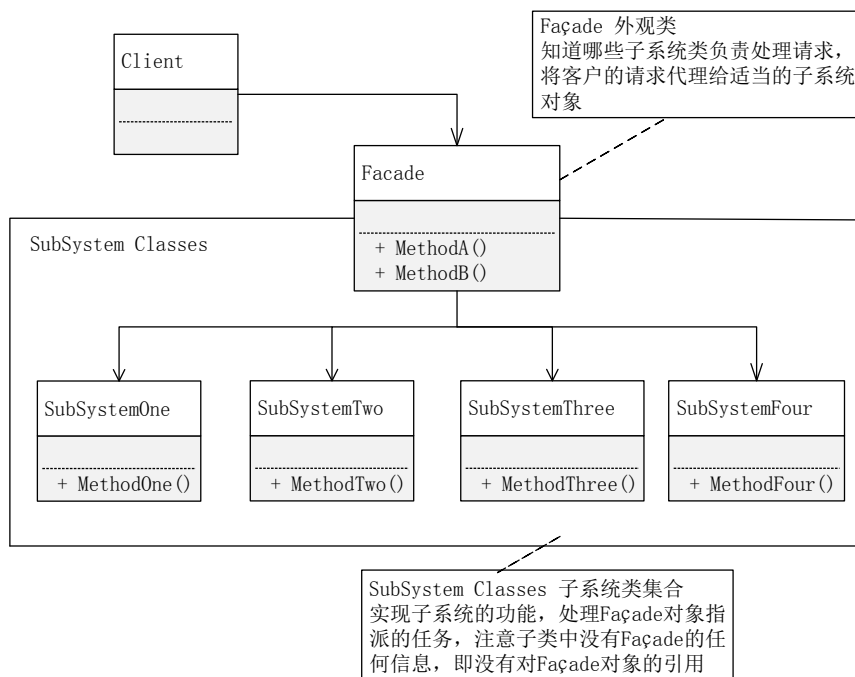 Façade 外观类
知道哪些子系统类负责处理请求，
将客户的请求代理给适当的子系统
对象
Client
Facade
+ MethodA()
+ MethodB()
SubSystem Classes
SubSystemOne
+ MethodOne()
SubSystemTwo
+ MethodTwo()
SubSystemThree
+ MethodThree()
SubSystemFour
+ MethodFour()
SubSystem Classes 子系统类集合
实现子系统的功能，处理Façade对象指
派的任务，注意子类中没有Façade的任
何信息，即没有对Façade对象的引用